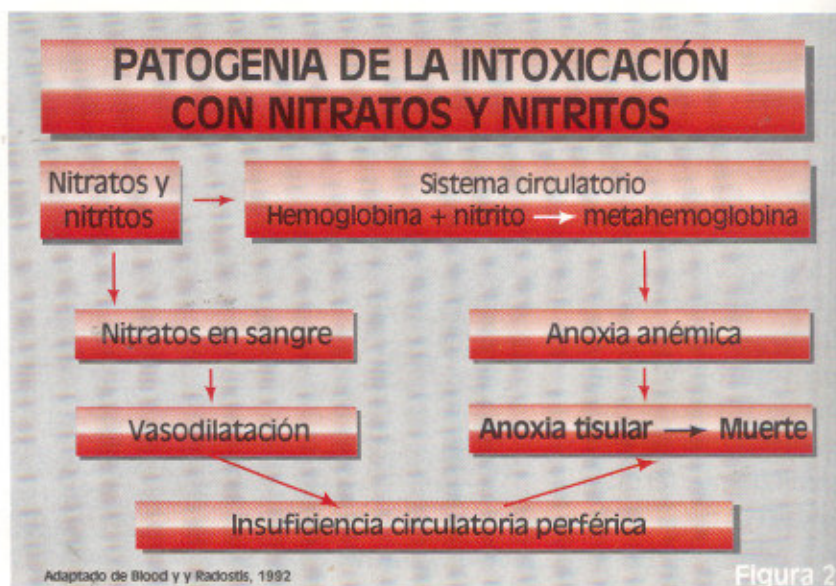 PATOGENIA DE LA INTOXICACIÓN
CON NITRATOS Y NITRITOS
Nitratos y
nitritos
Sistema circulatorio
Hemoglobina + nitrito → metahemoglobina
Nitratos en sangre
Anoxia anémica
Vasodilatación
Anoxia tisular → Muerte
Insuficiencia circulatoria perférica
Adaptado de Blood y y Radostis, 1992
Figura 2